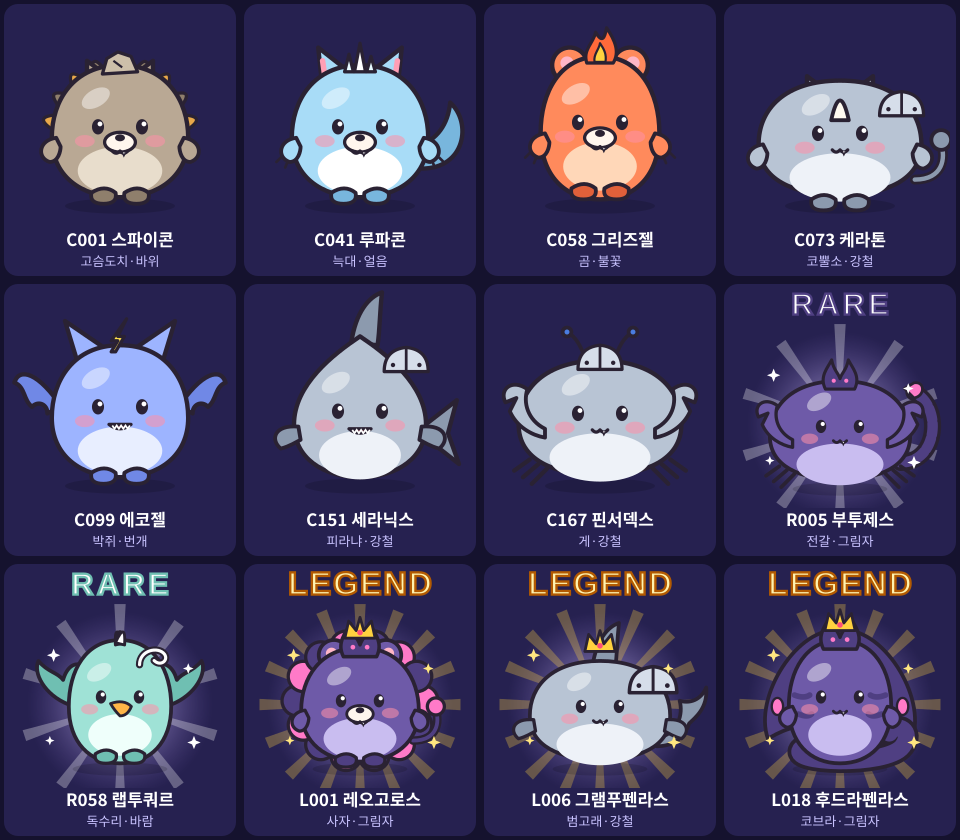 C001 스파이콘
고슴도치·바위
C041 루파콘
늑대·얼음
C058 그리즈젤
곰·불꽃
C073 케라톤
코뿔소·강철
C099 에코젤
박쥐·번개
C151 세라닉스
피라냐·강철
C167 핀서덱스
게·강철
RARE
R005 부투제스
전갈·그림자
RARE
R058 랩투쿼르
독수리·바람
LEGEND
L001 레오고로스
사자·그림자
LEGEND
L006 그램푸펜라스
범고래·강철
LEGEND
L018 후드라펜라스
코브라·그림자